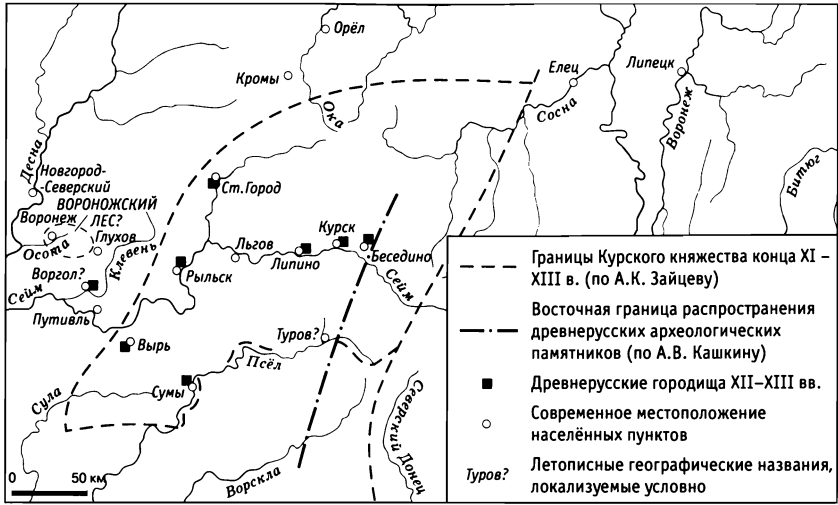 Орёл
Кромы
Ока
Елец
Сосна
Липецк
Воронеж
Битюг
Десна
Новгород-
-Северский
ВОРОНОЖСКИЙ
ЛЕС?
Воронеж
Глухов
Осота
Клевень
Воргол?
Сейм
Путивль
Ст. Город
Рыльск
Льгов
Липино
Курск
Беседино
Сейм
Вырь
Туров?
Псёл
Сумы
Сула
Ворскла
Северский Донец
0 50 км
Границы Курского княжества конца XI –
XIII в. (по А.К. Зайцеву)
Восточная граница распространения
древнерусских археологических
памятников (по А.В. Кашкину)
Древнерусские городища XII–XIII вв.
Современное местоположение
населённых пунктов
Туров? Летописные географические названия,
локализуемые условно